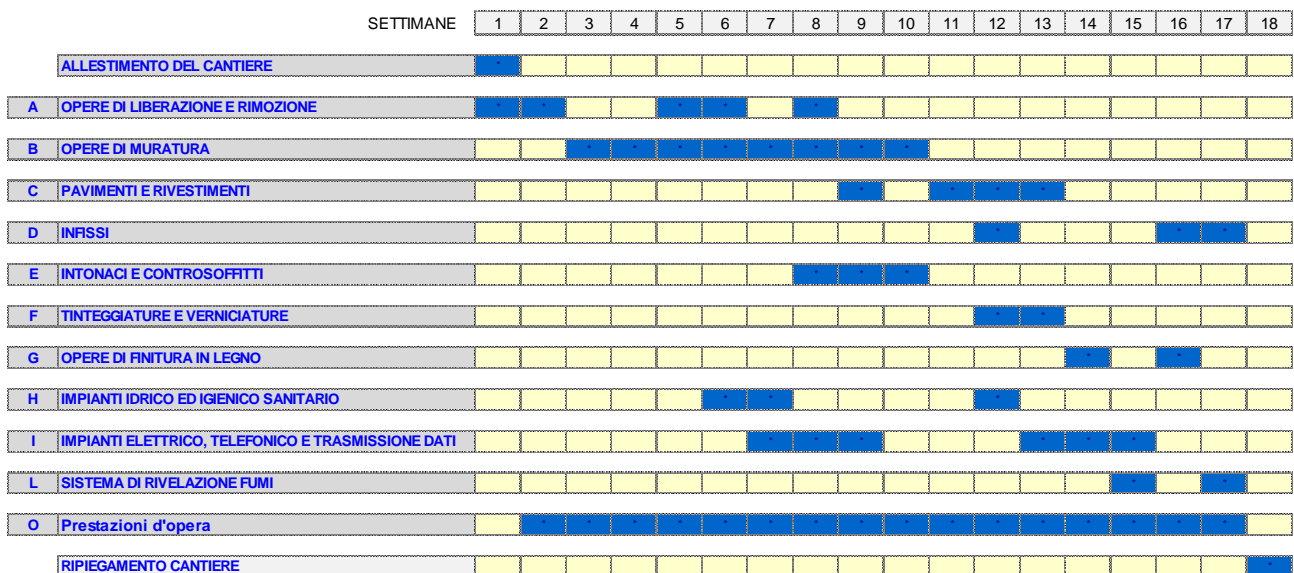 SETTIMANE 1 2 3 4 5 6 7 8 9 10 11 12 13 14 15 16 17 18
ALLESTIMENTO DEL CANTIERE
A OPERE DI LIBERAZIONE E RIMOZIONE
B OPERE DI MURATURA
C PAVIMENTI E RIVESTIMENTI
D INFISSI
E INTONACI E CONTROSOFFITTI
F TINTEGGIATURE E VERNICIATURE
G OPERE DI FINITURA IN LEGNO
H IMPIANTI IDRICO ED IGIENICO SANITARIO
I IMPIANTI ELETTRICO, TELEFONICO E TRASMISSIONE DATI
L SISTEMA DI RIVELAZIONE FUMI
O Prestazioni d'opera
RIPIEGAMENTO CANTIERE